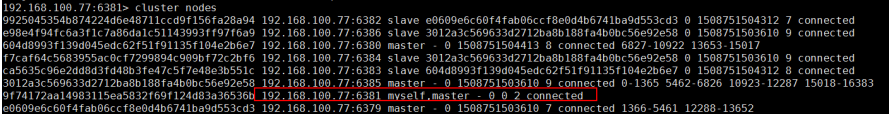 192.168.100.77:6381> cluster nodes
9925045354b874224d6e48711ccd9f156fa28a94 192.168.100.77:6382 slave e0609e6c60f4fab06ccf8e0d4b6741ba9d553cd3 0 1508751504312 7 connected
e98e4f94fc6a3f1c7a86da1c51143993ff97f6a9 192.168.100.77:6386 slave 3012a3c569633d2712ba8b188fa4b0bc56e92e58 0 1508751503610 9 connected
604d8993f139d045edc62f51f91135f104e2b6e7 192.168.100.77:6380 master - 0 1508751504413 8 connected 6827-10922 13653-15017
f7caf64c5683955ac0cf7299894c909bf72c2bf6 192.168.100.77:6384 slave 3012a3c569633d2712ba8b188fa4b0bc56e92e58 0 1508751503510 9 connected
ca5635c96e2dd8d3fd48b3fe47c5f7e48e3b551c 192.168.100.77:6383 slave 604d8993f139d045edc62f51f91135f104e2b6e7 0 1508751504312 8 connected
3012a3c569633d2712ba8b188fa4b0bc56e92e58 192.168.100.77:6385 master - 0 1508751503610 9 connected 0-1365 5462-6826 10923-12287 15018-16383
9f74172aa14983115ea5832f69f124d83a36536b 192.168.100.77:6381 myself,master - 0 0 2 connected
e0609e6c60f4fab06ccf8e0d4b6741ba9d553cd3 192.168.100.77:6379 master - 0 1508751503610 7 connected 1366-5461 12288-13652